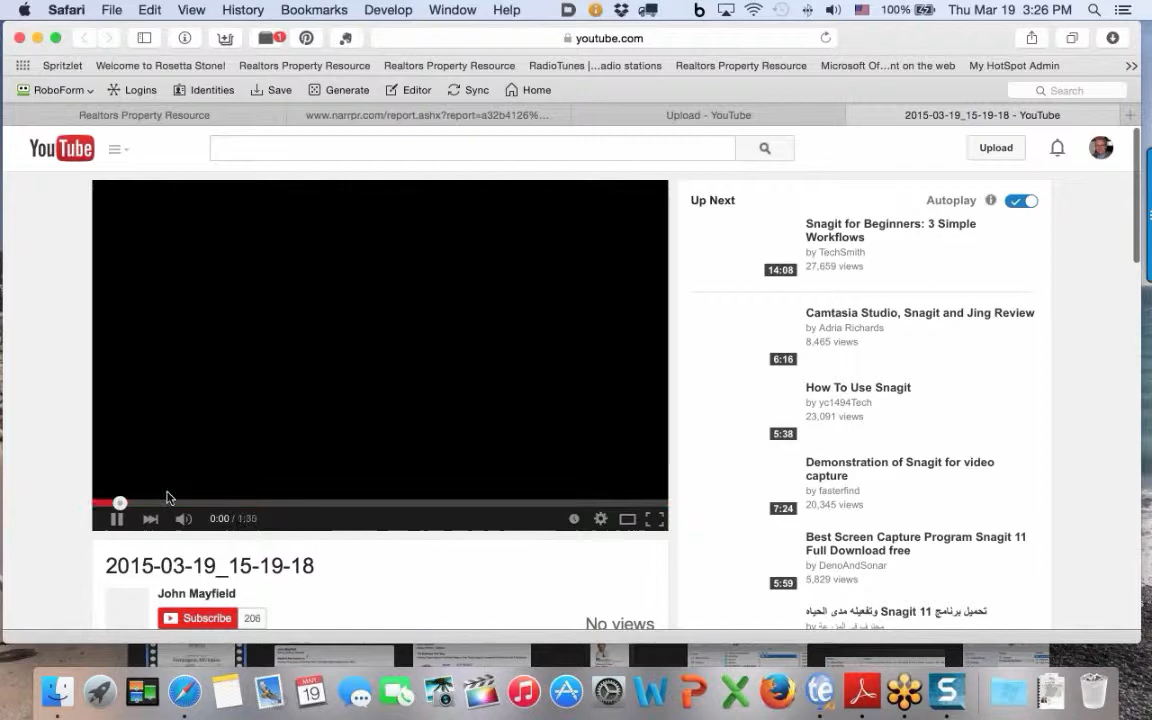 Safari File Edit View History Bookmarks Develop Window Help 100% Thu Mar 19 3:26 PM
youtube.com
Spritzlet Welcome to Rosetta Stone! Realtors Property Resource Realtors Property Resource RadioTunes |...adio stations Realtors Property Resource Microsoft Of...nt on the web My HotSpot Admin
RoboForm Logins Identities Save Generate Editor Sync Home Search
Realtors Property Resource www.narrpr.com/report.ashx?report=a32b4126%... Upload - YouTube 2015-03-19_15-19-18 - YouTube
YouTube Upload
Up Next Autoplay
Snagit for Beginners: 3 Simple
Workflows
by TechSmith
27,659 views
14:08
Camtasia Studio, Snagit and Jing Review
by Adria Richards
8,465 views
6:16
How To Use Snagit
by yc1494Tech
23,091 views
5:38
Demonstration of Snagit for video
capture
by fasterfind
20,345 views
7:24
Best Screen Capture Program Snagit 11
Full Download free
by DenoAndSonar
5,829 views
5:59
تحميل برنامج Snagit 11 وتفعيله مدى الحياه
0:00 / 1:35
2015-03-19_15-19-18
John Mayfield
Subscribe 206
No views